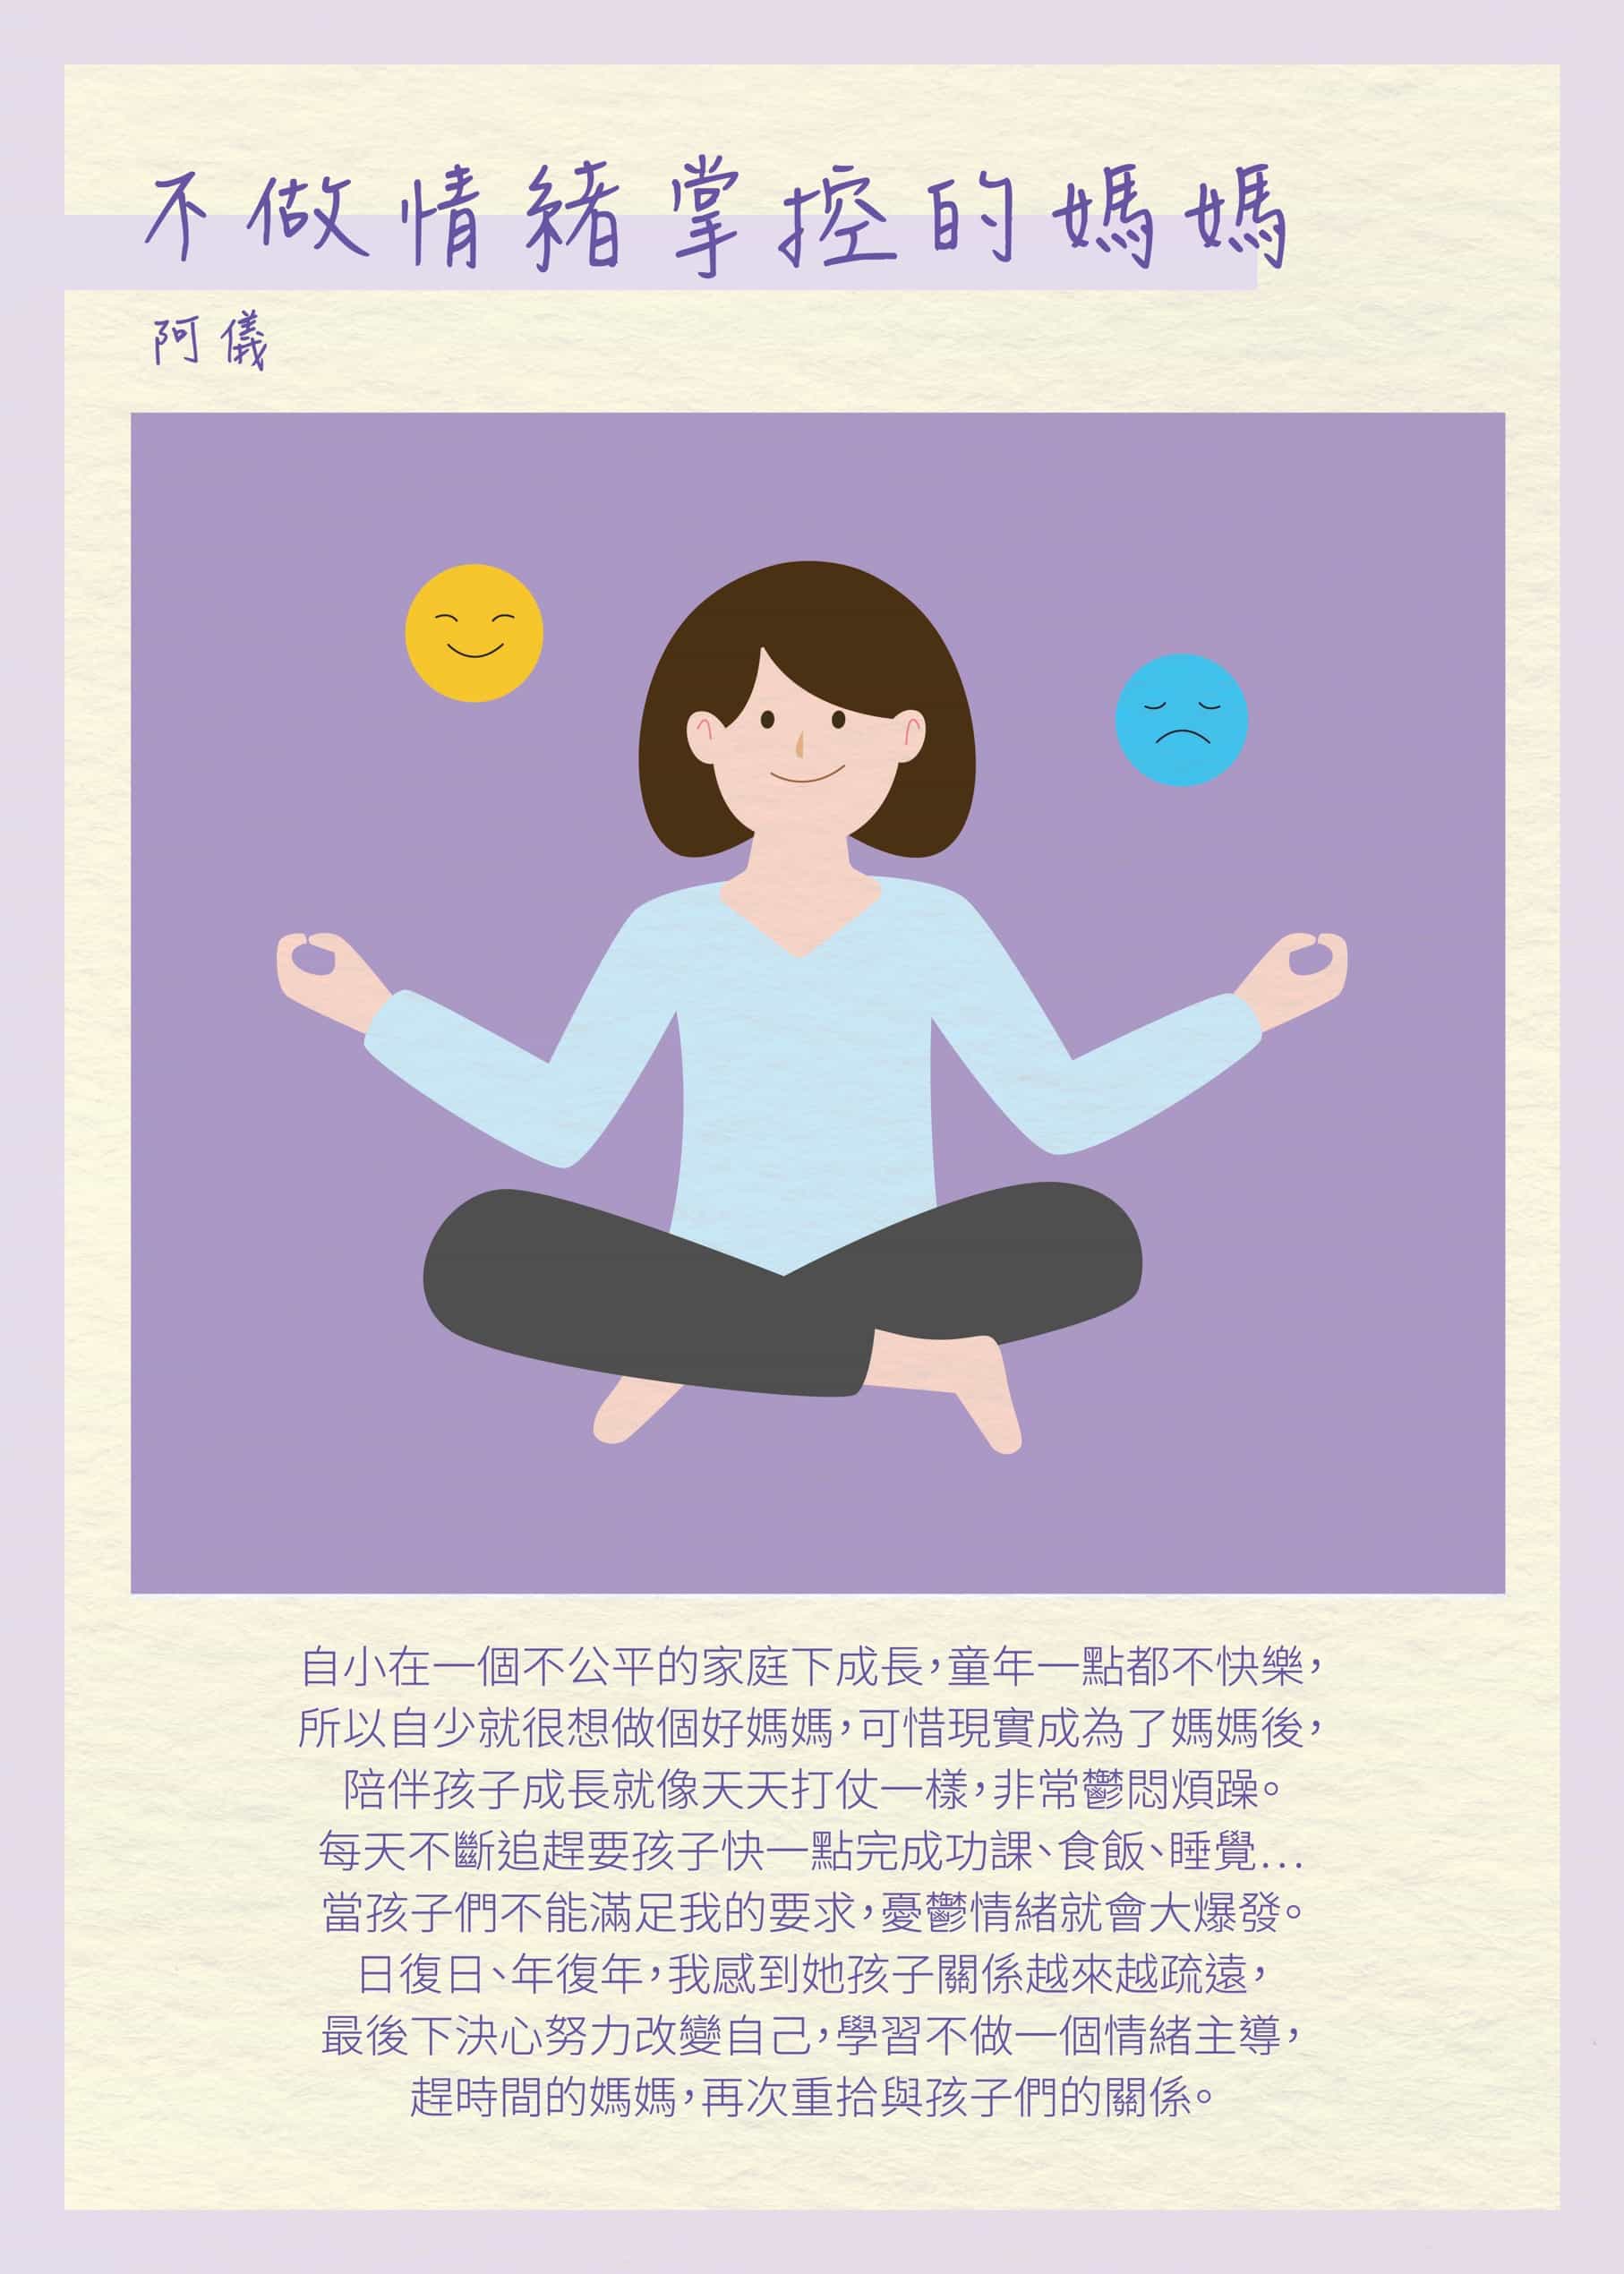 不做情緒掌控的媽媽
阿儀
自小在一個不公平的家庭下成長，童年一點都不快樂，
所以自少就很想做個好媽媽，可惜現實成為了媽媽後，
陪伴孩子成長就像天天打仗一樣，非常鬱悶煩躁。
每天不斷追趕要孩子快一點完成功課、食飯、睡覺...
當孩子們不能滿足我的要求，憂鬱情緒就會大爆發。
日復日、年復年，我感到她孩子關係越來越疏遠，
最後下決心努力改變自己，學習不做一個情緒主導，
趕時間的媽媽，再次重拾與孩子們的關係。